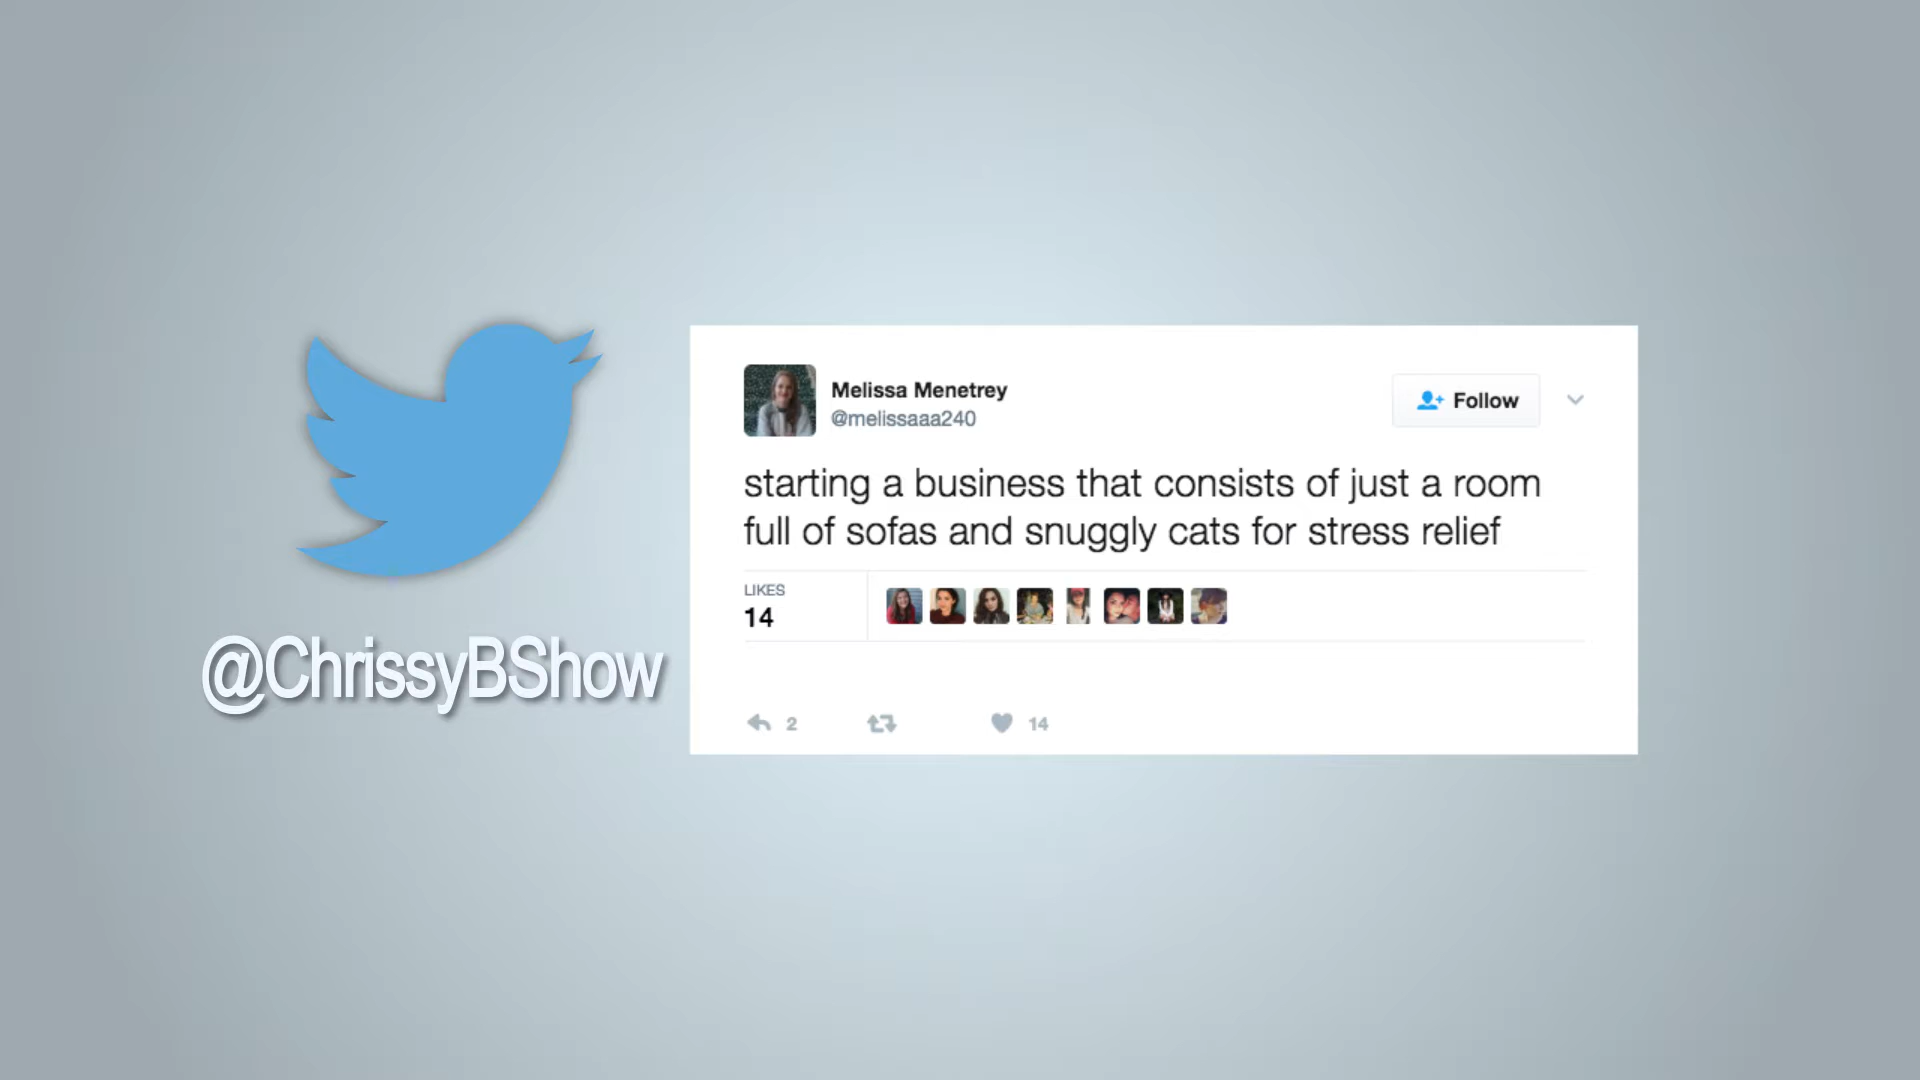 Melissa Menetrey
@melissaaa240
Follow
starting a business that consists of just a room
full of sofas and snuggly cats for stress relief
LIKES
14
2
14
@ChrissyBShow